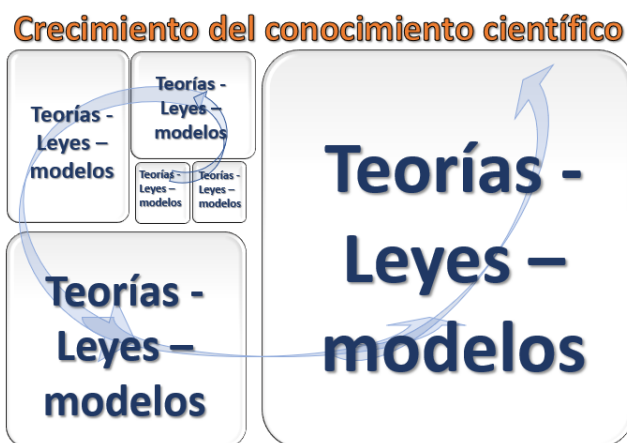 Crecimiento del conocimiento científico
Teorías -
Leyes –
modelos
Teorías -
Leyes –
modelos
Teorías -
Leyes –
modelos
Teorías -
Leyes –
modelos
Teorías -
Leyes –
modelos
Teorías -
Leyes –
modelos